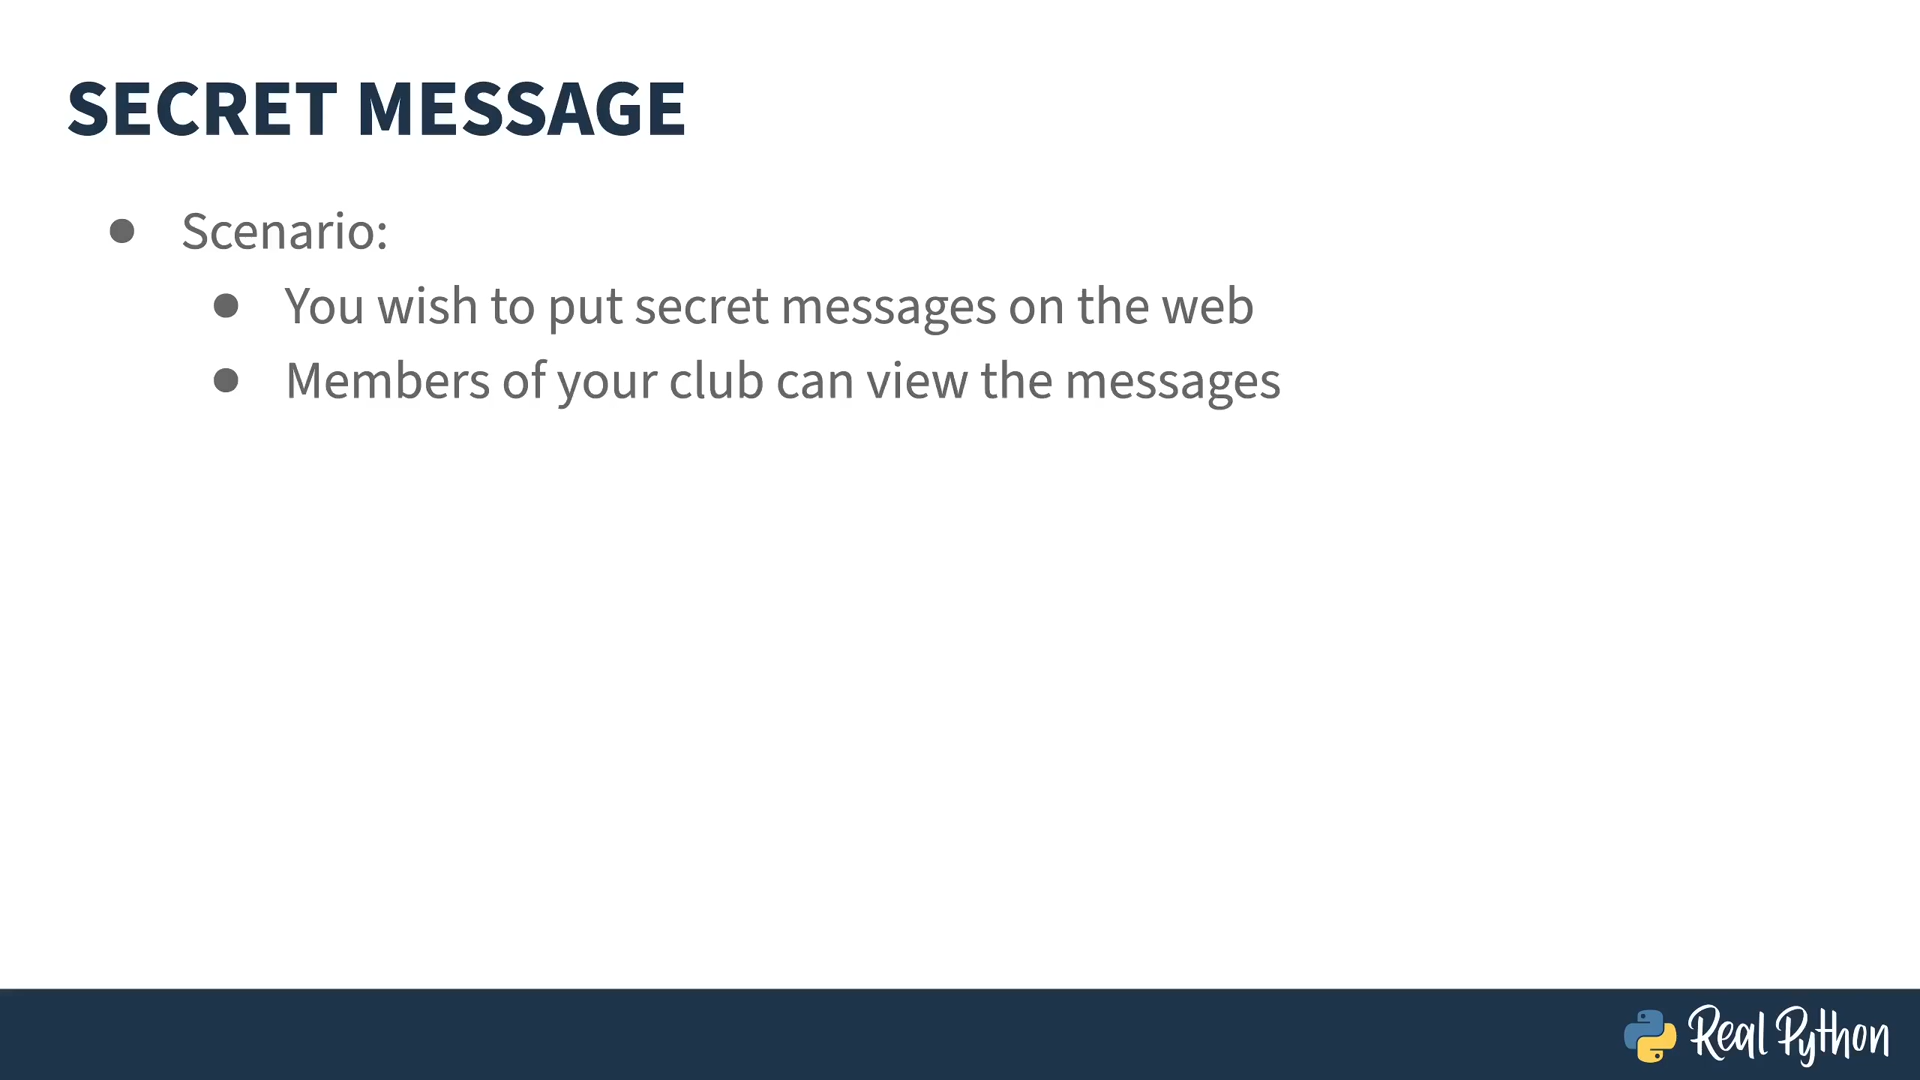 SECRET MESSAGE
● Scenario:
● You wish to put secret messages on the web
● Members of your club can view the messages
Real Python